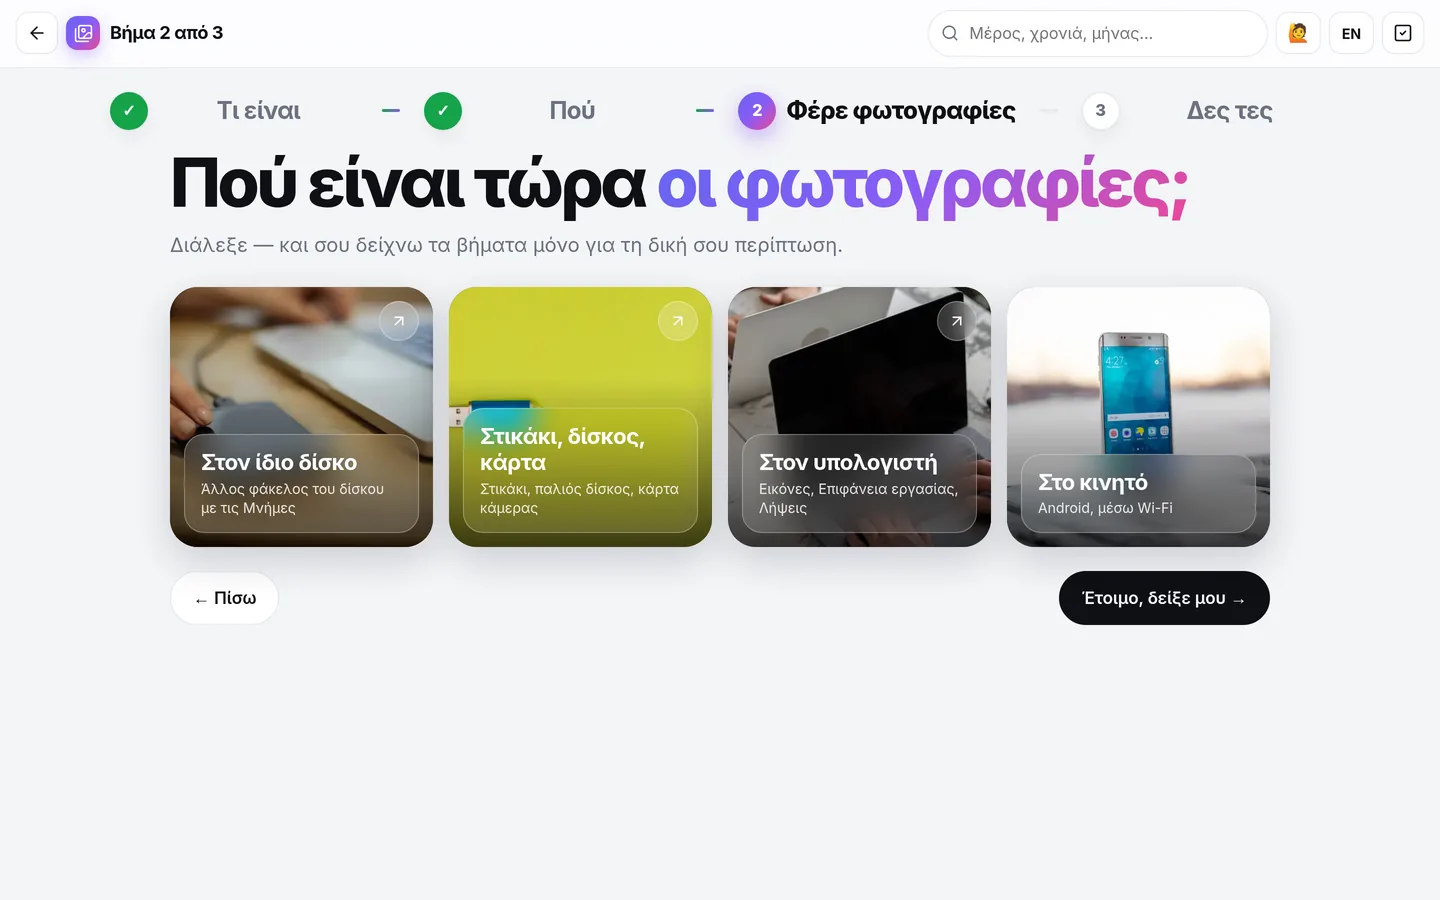 Βήμα 2 από 3
Μέρος, χρονιά, μήνας...
EN
✓ Τι είναι
✓ Πού
2 Φέρε φωτογραφίες
3 Δες τες
Πού είναι τώρα οι φωτογραφίες;
Διάλεξε — και σου δείχνω τα βήματα μόνο για τη δική σου περίπτωση.
Στον ίδιο δίσκο
Άλλος φάκελος του δίσκου
με τις Μνήμες
Στικάκι, δίσκος,
κάρτα
Στικάκι, παλιός δίσκος, κάρτα
κάμερας
Στον υπολογιστή
Εικόνες, Επιφάνεια εργασίας,
Λήψεις
4:27
Στο κινητό
Android, μέσω Wi-Fi
← Πίσω
Έτοιμο, δείξε μου →